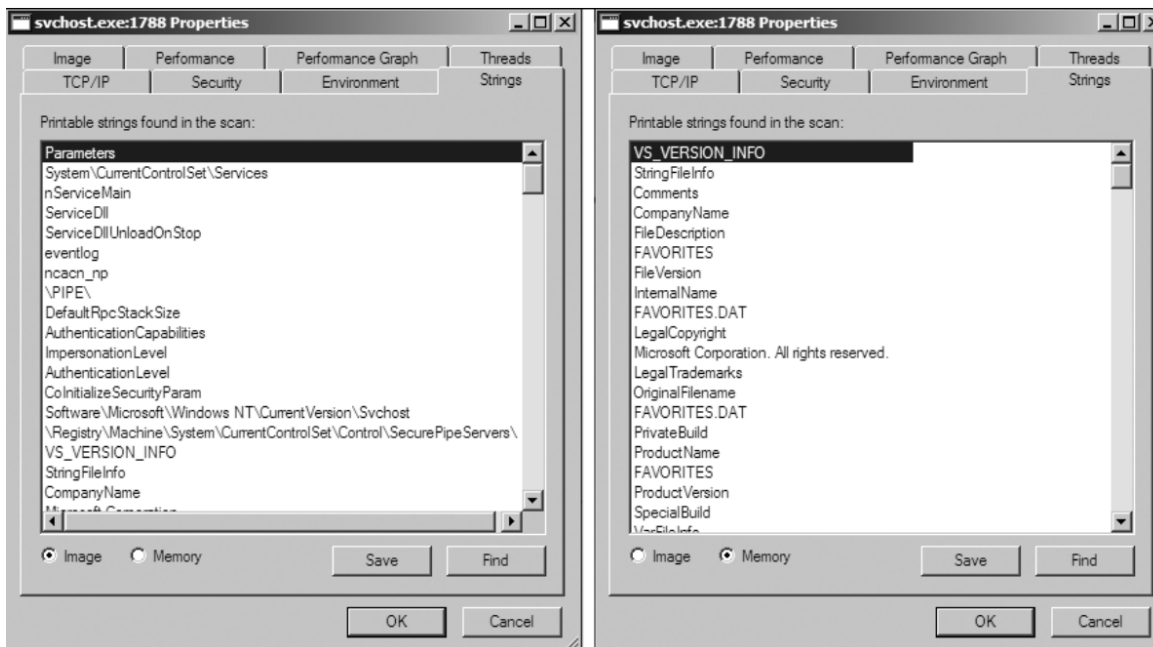 svchost.exe:1788 Properties
Image Performance Performance Graph Threads
TCP/IP Security Environment Strings
Printable strings found in the scan:
Parameters
System\CurrentControlSet\Services
nServiceMain
ServiceDll
ServiceDllUnloadOnStop
eventlog
ncacn_np
\PIPE\
DefaultRpcStackSize
AuthenticationCapabilities
ImpersonationLevel
AuthenticationLevel
CoInitializeSecurityParam
Software\Microsoft\Windows NT\CurrentVersion\Svchost
\Registry\Machine\System\CurrentControlSet\Control\SecurePipeServers\
VS_VERSION_INFO
StringFileInfo
CompanyName
Microsoft Corporation
Image Memory Save Find
OK Cancel
svchost.exe:1788 Properties
Image Performance Performance Graph Threads
TCP/IP Security Environment Strings
Printable strings found in the scan:
VS_VERSION_INFO
StringFileInfo
Comments
CompanyName
FileDescription
FAVORITES
FileVersion
InternalName
FAVORITES.DAT
LegalCopyright
Microsoft Corporation. All rights reserved.
LegalTrademarks
OriginalFilename
FAVORITES.DAT
PrivateBuild
ProductName
FAVORITES
ProductVersion
SpecialBuild
VarFileInfo
Image Memory Save Find
OK Cancel